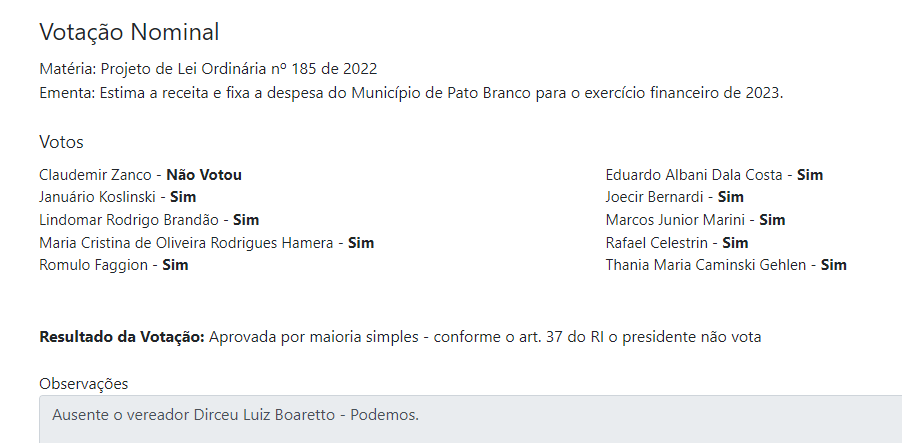 Votação Nominal
Matéria: Projeto de Lei Ordinária nº 185 de 2022
Ementa: Estima a receita e fixa a despesa do Município de Pato Branco para o exercício financeiro de 2023.
Votos
Claudemir Zanco - Não Votou
Januário Koslinski - Sim
Lindomar Rodrigo Brandão - Sim
Maria Cristina de Oliveira Rodrigues Hamera - Sim
Romulo Faggion - Sim
Eduardo Albani Dala Costa - Sim
Joecir Bernardi - Sim
Marcos Junior Marini - Sim
Rafael Celestrin - Sim
Thania Maria Caminski Gehlen - Sim
Resultado da Votação: Aprovada por maioria simples - conforme o art. 37 do RI o presidente não vota
Observações
Ausente o vereador Dirceu Luiz Boaretto - Podemos.